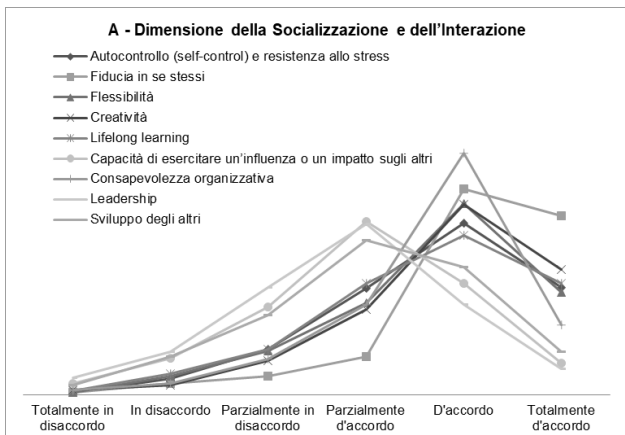 A - Dimensione della Socializzazione e dell'Interazione
Autocontrollo (self-control) e resistenza allo stress
Fiducia in se stessi
Flessibilità
Creatività
Lifelong learning
Capacità di esercitare un'influenza o un impatto sugli altri
Consapevolezza organizzativa
Leadership
Sviluppo degli altri
Totalmente in disaccordo
In disaccordo
Parzialmente in disaccordo
Parzialmente d'accordo
D'accordo
Totalmente d'accordo